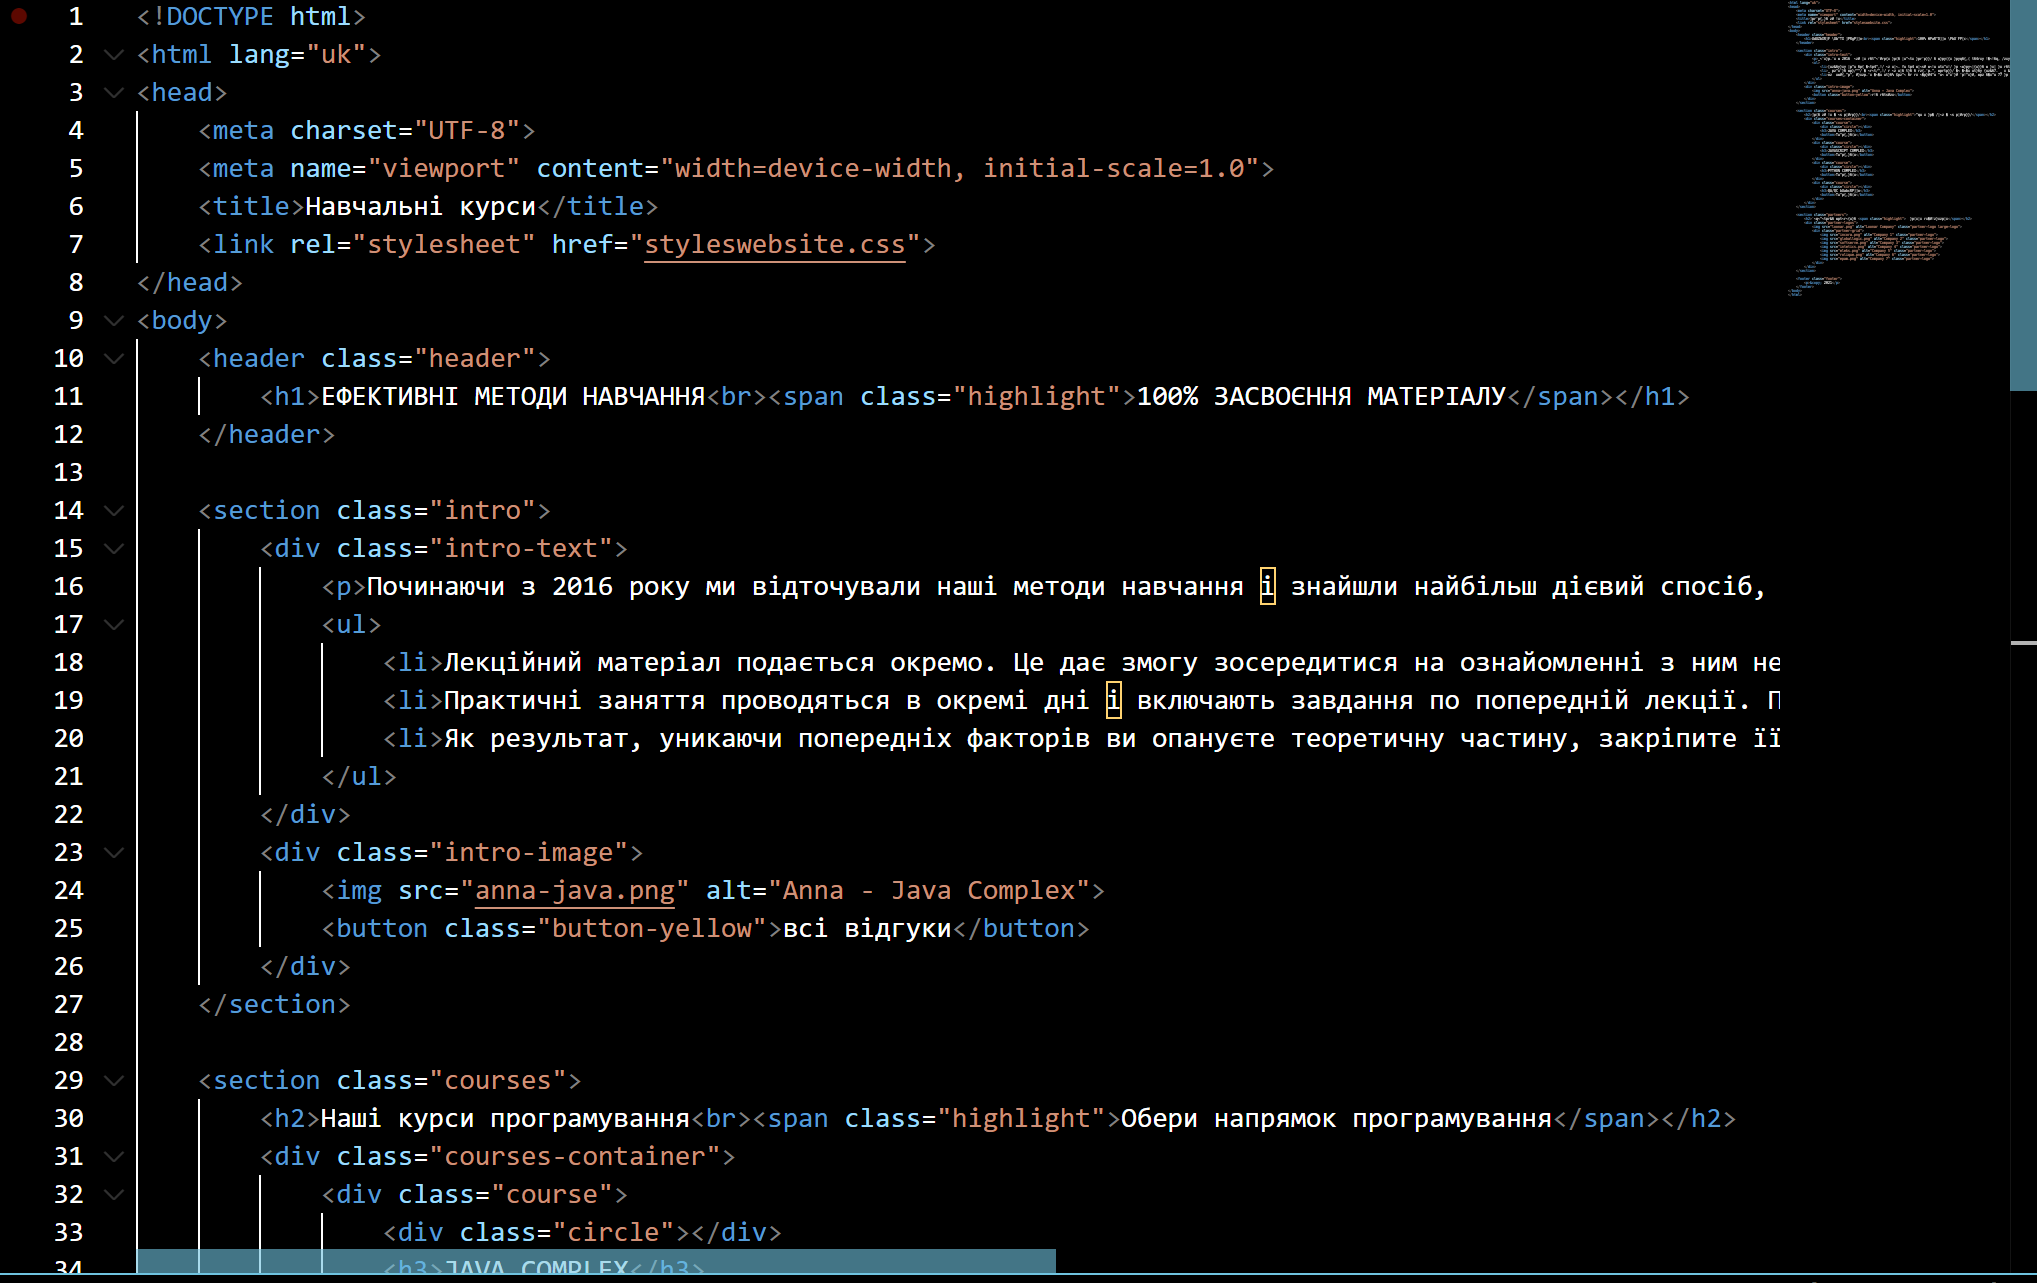 1 <!DOCTYPE html>
2 <html lang="uk">
3 <head>
4 <meta charset="UTF-8">
5 <meta name="viewport" content="width=device-width, initial-scale=1.0">
6 <title>Навчальні курси</title>
7 <link rel="stylesheet" href="styleswebsite.css">
8 </head>
9 <body>
10 <header class="header">
11 <h1>ЕФЕКТИВНІ МЕТОДИ НАВЧАННЯ<br><span class="highlight">100% ЗАСВОЄННЯ МАТЕРІАЛУ</span></h1>
12 </header>
13
14 <section class="intro">
15 <div class="intro-text">
16 <p>Починаючи з 2016 року ми відточували наші методи навчання і знайшли найбільш дієвий спосіб,
17 <ul>
18 <li>Лекційний матеріал подається окремо. Це дає змогу зосередитися на ознайомленні з ним не
19 <li>Практичні заняття проводяться в окремі дні і включають завдання по попередній лекції. П
20 <li>Як результат, уникаючи попередніх факторів ви опануєте теоретичну частину, закріпите її
21 </ul>
22 </div>
23 <div class="intro-image">
24 <img src="anna-java.png" alt="Anna - Java Complex">
25 <button class="button-yellow">всі відгуки</button>
26 </div>
27 </section>
28
29 <section class="courses">
30 <h2>Наші курси програмування<br><span class="highlight">Обери напрямок програмування</span></h2>
31 <div class="courses-container">
32 <div class="course">
33 <div class="circle"></div>
34 <h3>JAVA COMPLEX</h3>